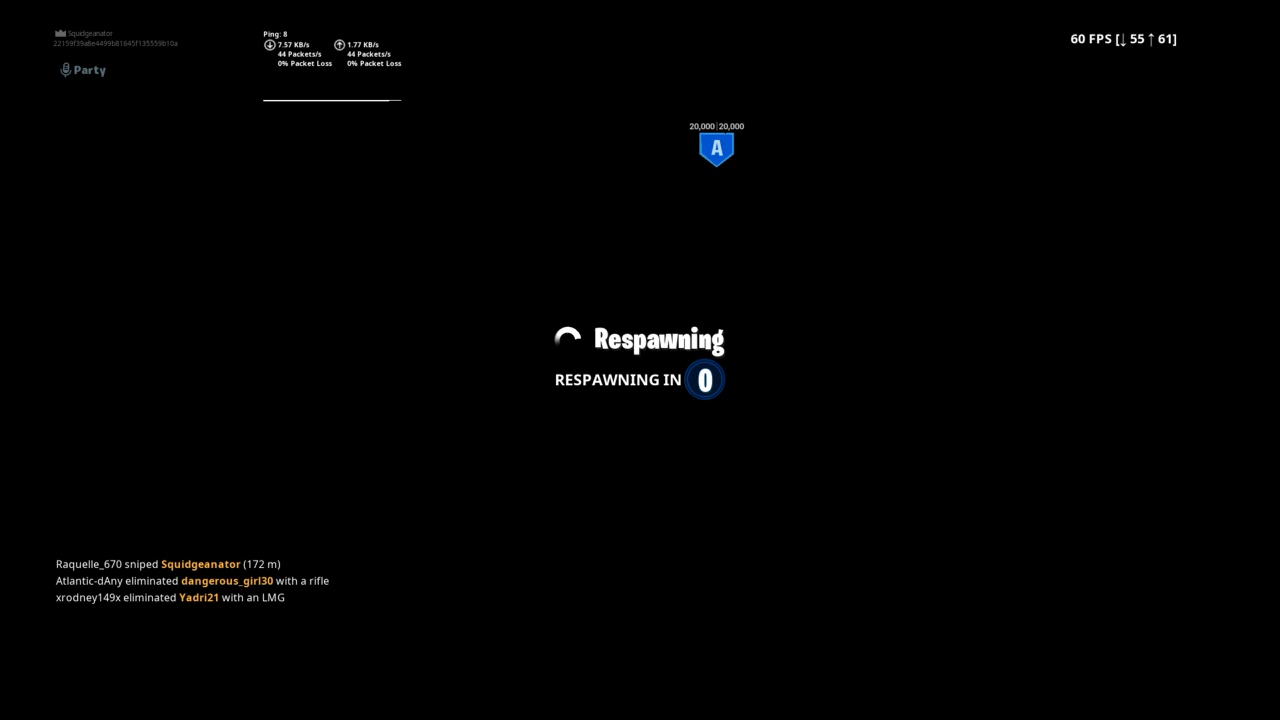 Squidgeanator
Party
Ping: 8
7.57 KB/s 1.77 KB/s
44 Packets/s 44 Packets/s
0% Packet Loss 0% Packet Loss
60 FPS [↓ 55 ↑ 61]
20,000|20,000
A
Respawning
RESPAWNING IN 0
Raquelle_670 sniped Squidgeanator (172 m)
Atlantic-dAny eliminated dangerous_girl30 with a rifle
xrodney149x eliminated Yadri21 with an LMG